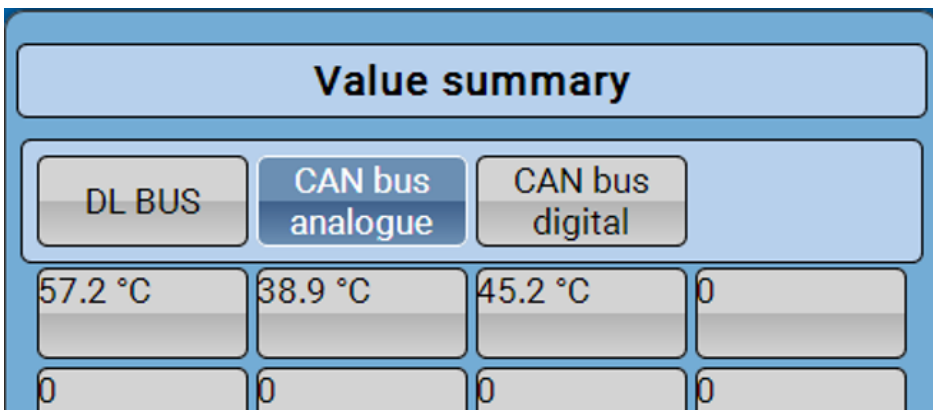 Value summary
DL BUS
CAN bus
analogue
CAN bus
digital
57.2 °C
38.9 °C
45.2 °C
0
0
0
0
0